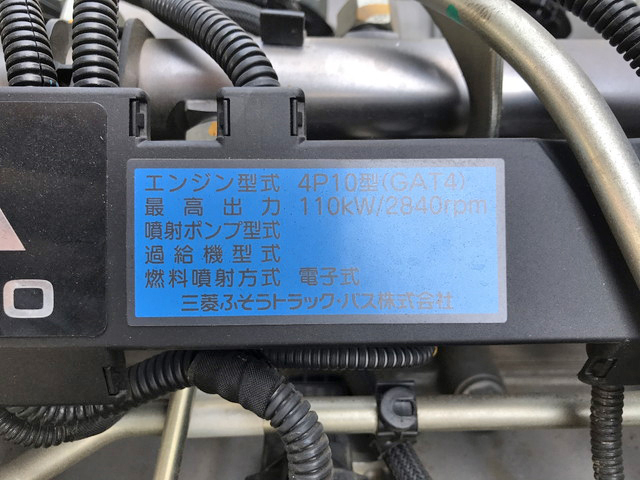 エンジン型式 4P10型(GAT4)
最高出力 110kW/2840rpm
噴射ポンプ型式
過給機型式
燃料噴射方式 電子式
三菱ふそうトラック・バス株式会社